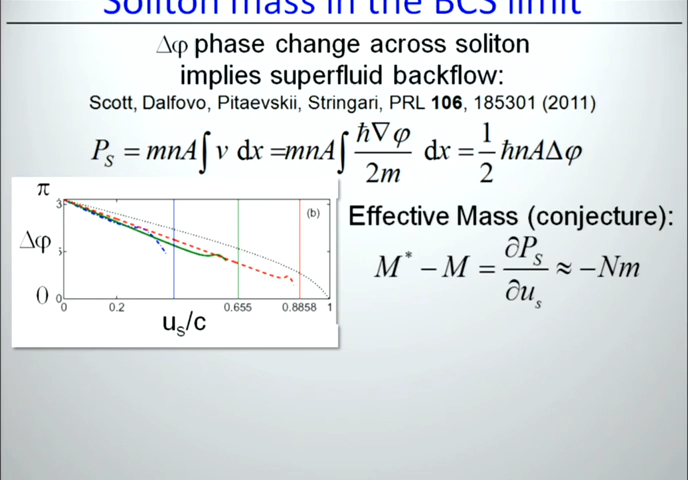 Soliton mass in the BCS limit
Δφ phase change across soliton
implies superfluid backflow:
Scott, Dalfovo, Pitaevskii, Stringari, PRL 106, 185301 (2011)
P_S = mnA∫ v dx = mnA∫ ħ∇φ/2m dx = 1/2 ħnAΔφ
π
3
(b)
Δφ
0 0
0 0.2 0.655 0.8858 1
u_s/c
Effective Mass (conjecture):
M* − M = ∂P_S/∂u_s ≈ −Nm